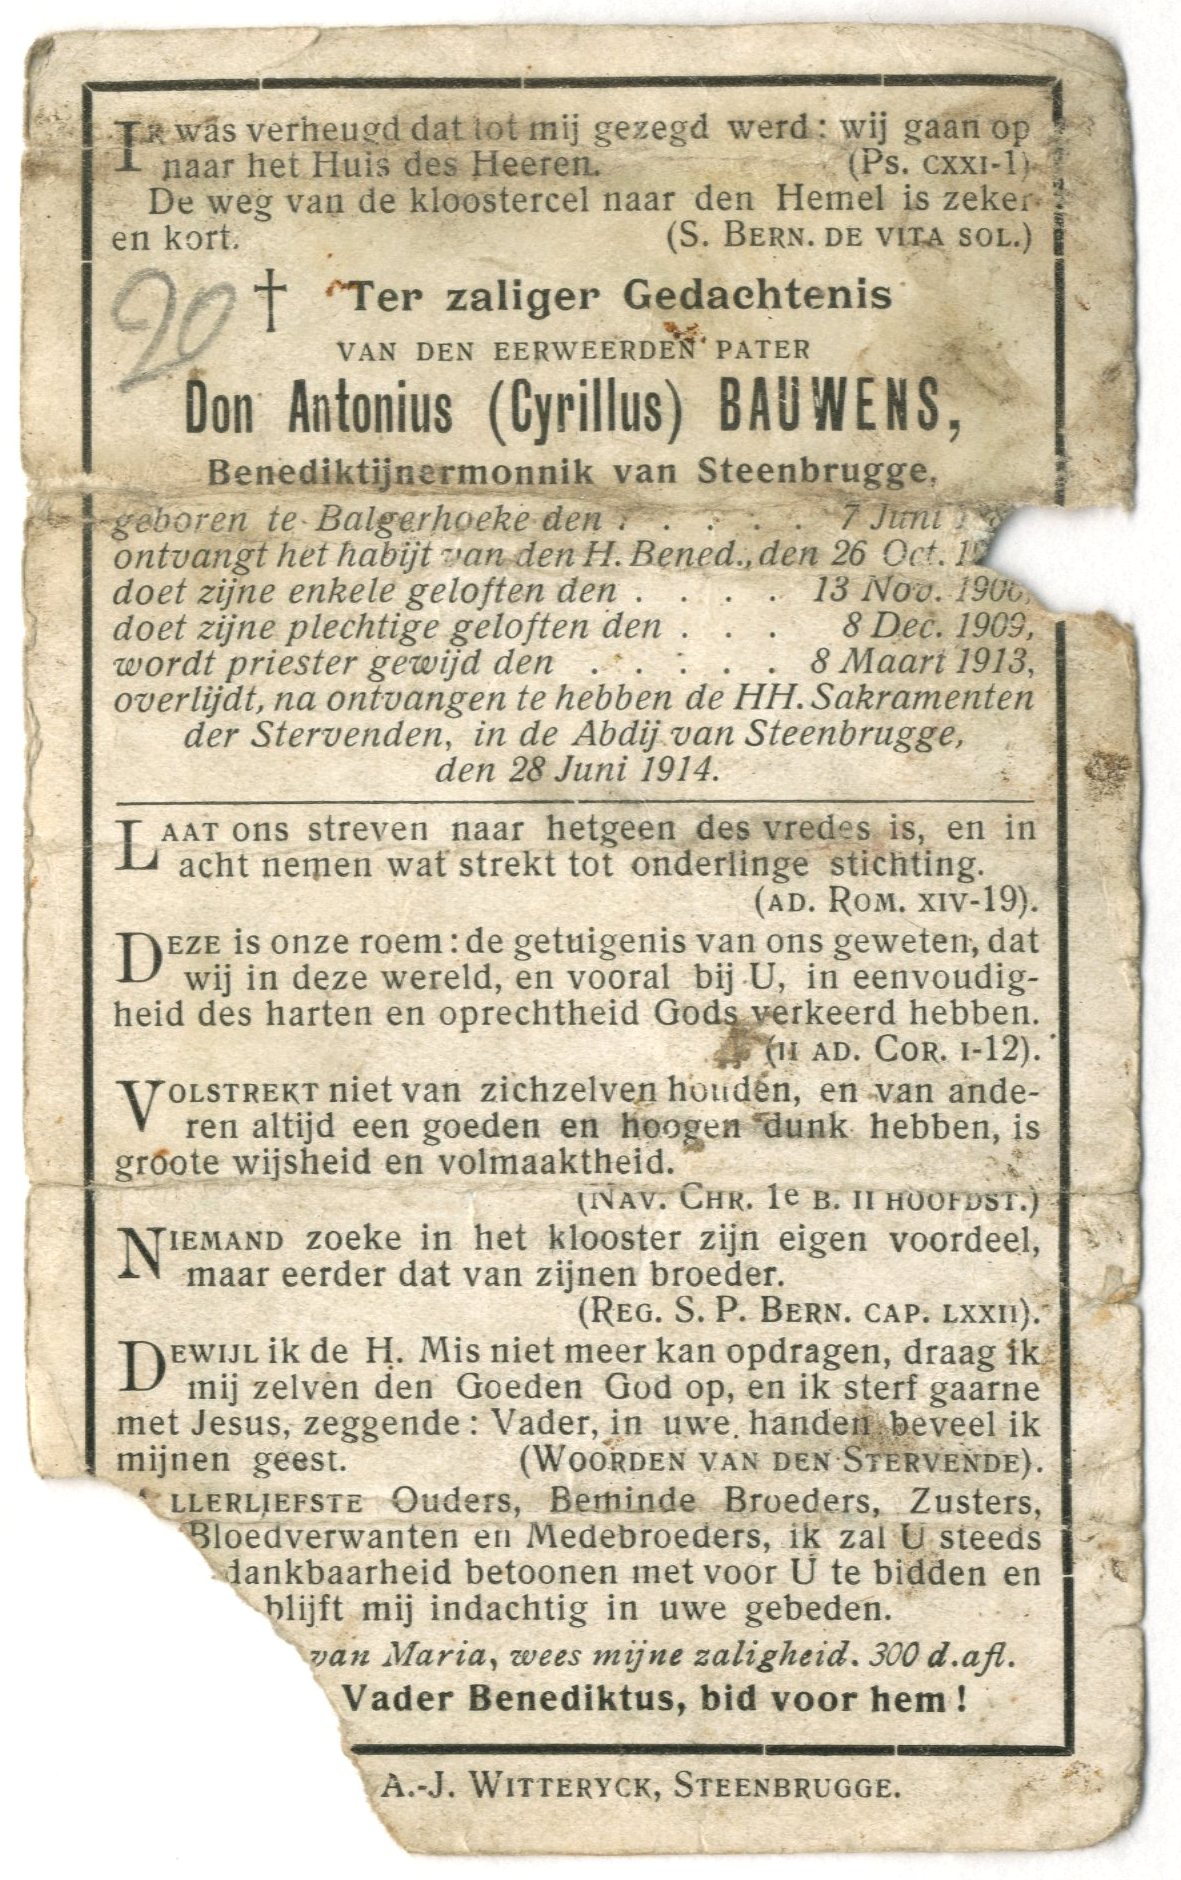 Ik was verheugd dat tot mij gezegd werd : wij gaan op
naar het Huis des Heeren. (Ps. CXXI-1)
De weg van de kloostercel naar den Hemel is zeker
en kort. (S. BERN. DE VITA SOL.)
20
† Ter zaliger Gedachtenis
VAN DEN EERWEERDEN PATER
Don Antonius (Cyrillus) BAUWENS,
Benediktijnermonnik van Steenbrugge,
geboren te Balgerhoeke den . . . . . . 7 Juni
ontvangt het habijt van den H. Bened., den 26 Oct.
doet zijne enkele geloften den . . . . 13 Nov. 1906,
doet zijne plechtige geloften den . . . 8 Dec. 1909,
wordt priester gewijd den . . . . . 8 Maart 1913,
overlijdt, na ontvangen te hebben de HH. Sakramenten
der Stervenden, in de Abdij van Steenbrugge,
den 28 Juni 1914.
LAAT ons streven naar hetgeen des vredes is, en in
acht nemen wat strekt tot onderlinge stichting.
(AD. ROM. XIV-19).
DEZE is onze roem : de getuigenis van ons geweten, dat
wij in deze wereld, en vooral bij U, in eenvoudig-
heid des harten en oprechtheid Gods verkeerd hebben.
(II AD. COR. I-12).
VOLSTREKT niet van zichzelven houden, en van ande-
ren altijd een goeden en hoogen dunk hebben, is
groote wijsheid en volmaaktheid.
(NAV. CHR. 1e B. II HOOFDST.)
NIEMAND zoeke in het klooster zijn eigen voordeel,
maar eerder dat van zijnen broeder.
(REG. S. P. BERN. CAP. LXXII).
DEWIJL ik de H. Mis niet meer kan opdragen, draag ik
mij zelven den Goeden God op, en ik sterf gaarne
met Jesus, zeggende : Vader, in uwe handen beveel ik
mijnen geest. (WOORDEN VAN DEN STERVENDE).
ALLERLIEFSTE Ouders, Beminde Broeders, Zusters,
Bloedverwanten en Medebroeders, ik zal U steeds
dankbaarheid betoonen met voor U te bidden en
blijft mij indachtig in uwe gebeden.
van Maria, wees mijne zaligheid. 300 d.afl.
Vader Benediktus, bid voor hem !
A.-J. WITTERYCK, STEENBRUGGE.